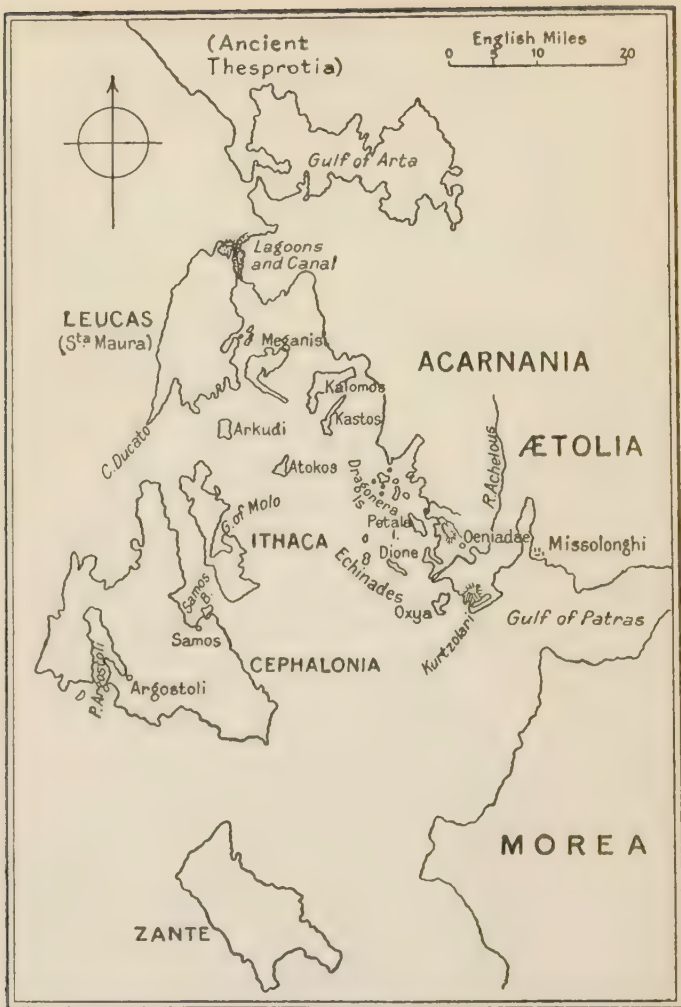 (Ancient
Thesprotia)
English Miles
0 5 10 20
Gulf of Arta
Lagoons
and Canal
LEUCAS
(Sta Maura)
Meganisi
ACARNANIA
Kalomos
Kastos
C. Ducato
Arkudi
R. Achelous
ÆTOLIA
Atokos
Dragonera
Is.
G. of Molo
ITHACA
Petala
Oeniadae
Missolonghi
Dione
Echinades
Samos
B.
Oxya
Kurtzolari
Gulf of Patras
Samos
CEPHALONIA
P. Argostoli
Argostoli
MOREA
ZANTE